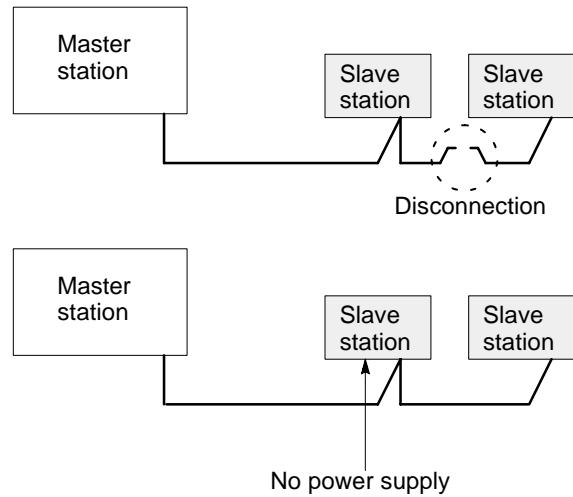 Master
station
Slave
station
Slave
station
Disconnection
Master
station
Slave
station
Slave
station
No power supply